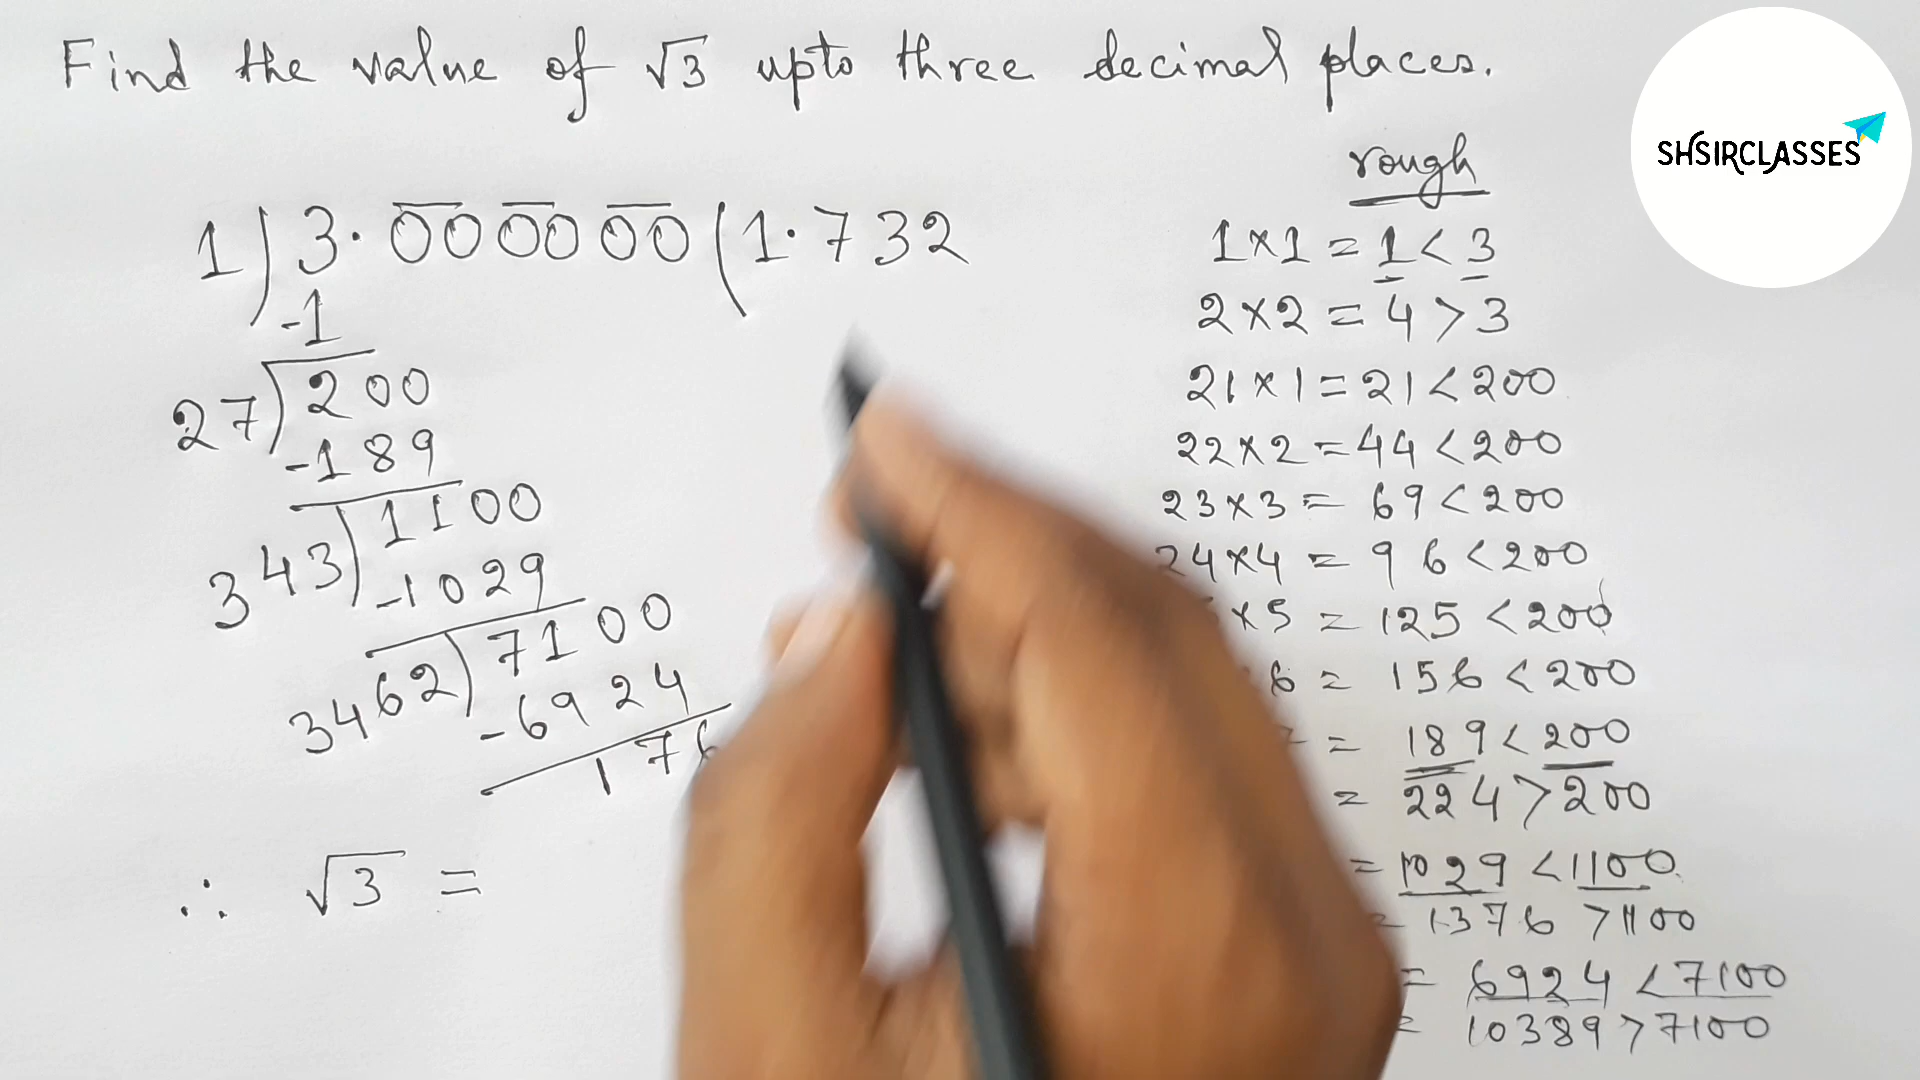 Find the value of √3 upto three decimal places.
SHSIRCLASSES
1)3.00 00 00(1.732
-1
27)200
-189
343)1100
-1029
3462)7100
-6924
176
∴ √3 =
rough
1×1 = 1 < 3
2×2 = 4 > 3
21×1 = 21 < 200
22×2 = 44 < 200
23×3 = 69 < 200
24×4 = 96 < 200
×5 = 125 < 200
6 = 156 < 200
= 189 < 200
= 224 > 200
= 1029 < 1100
= 1376 > 1100
= 6924 < 7100
= 10389 > 7100